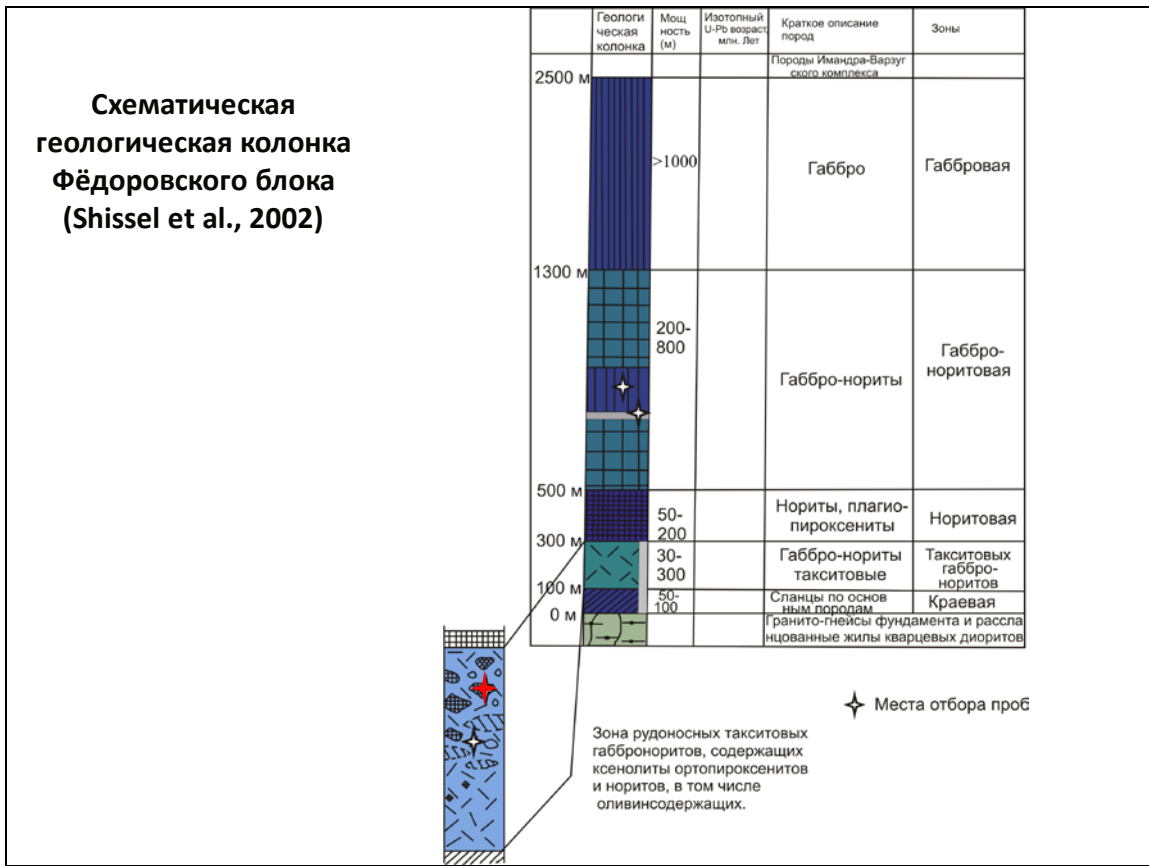 Схематическая
геологическая колонка
Фёдоровского блока
(Shissel et al., 2002)
Геологи
ческая
колонка
Мощ
ность
(м)
Изотопный
U-Pb возраст,
млн. Лет
Краткое описание
пород
Зоны
Породы Имандра-Варзуг
ского комплекса
2500 м
>1000
Габбро
Габбровая
1300 м
200-
800
Габбро-нориты
Габбро-
норитовая
500 м
50-
200
Нориты, плагио-
пироксениты
Норитовая
300 м
30-
300
Габбро-нориты
такситовые
Такситовых
габбро-
норитов
100 м
50-
100
Сланцы по основ
ным породам
Краевая
0 м
Гранито-гнейсы фундамента и рассла
нцованные жилы кварцевых диоритов
Места отбора проб
Зона рудоносных такситовых
габброноритов, содержащих
ксенолиты ортопироксенитов
и норитов, в том числе
оливинсодержащих.